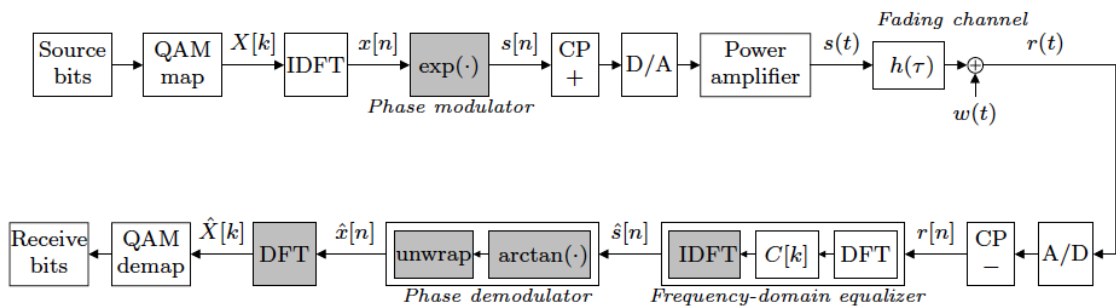 Fading channel
Source bits
QAM map
X[k]
IDFT
x[n]
exp(·)
Phase modulator
s[n]
CP +
D/A
Power amplifier
s(t)
h(τ)
w(t)
r(t)
Receive bits
QAM demap
X̂[k]
DFT
x̂[n]
unwrap
arctan(·)
Phase demodulator
ŝ[n]
IDFT
C[k]
DFT
Frequency-domain equalizer
r[n]
CP −
A/D